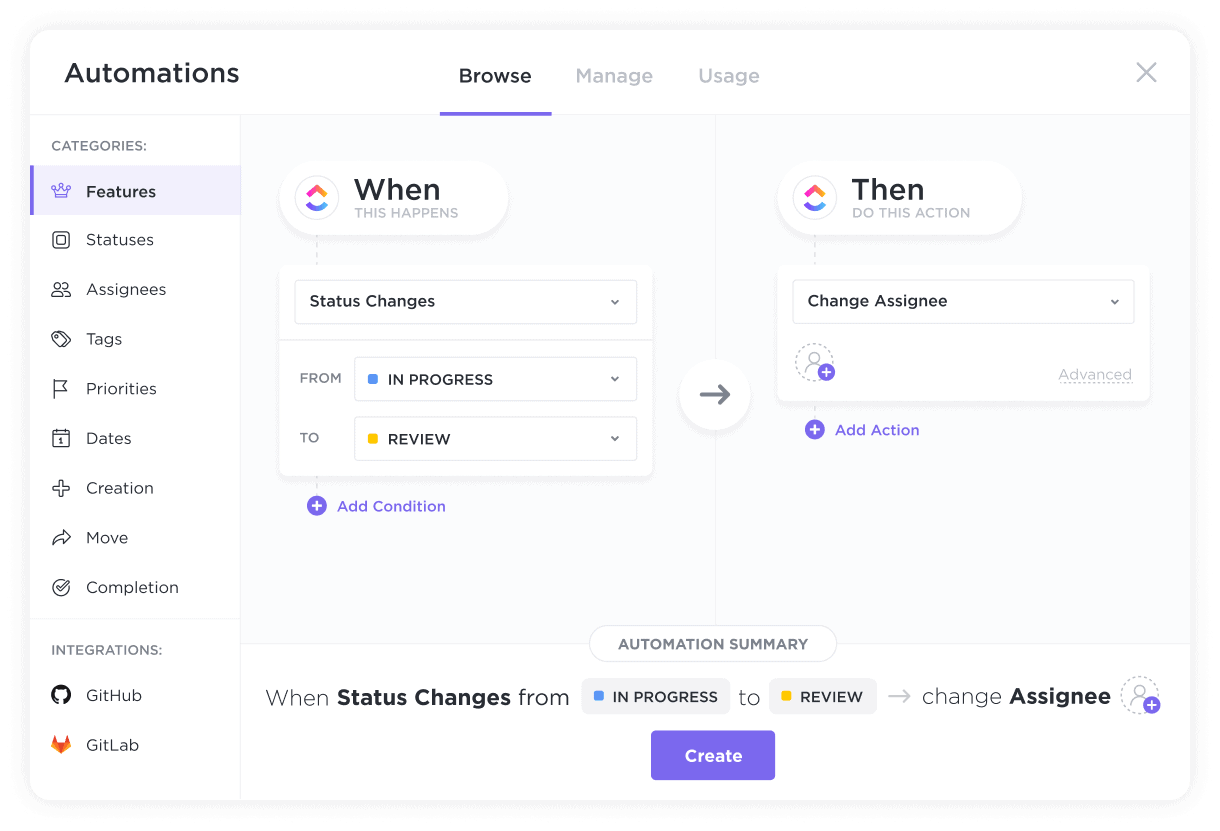 Automations
Browse
Manage
Usage
CATEGORIES:
Features
Statuses
Assignees
Tags
Priorities
Dates
1
Creation
Move
Completion
INTEGRATIONS:
GitHub
GitLab
When
THIS HAPPENS
Status Changes
FROM
IN PROGRESS
TO
REVIEW
Add Condition
Then
DO THIS ACTION
Change Assignee
Advanced
Add Action
AUTOMATION SUMMARY
When Status Changes from IN PROGRESS to REVIEW → change Assignee
Create